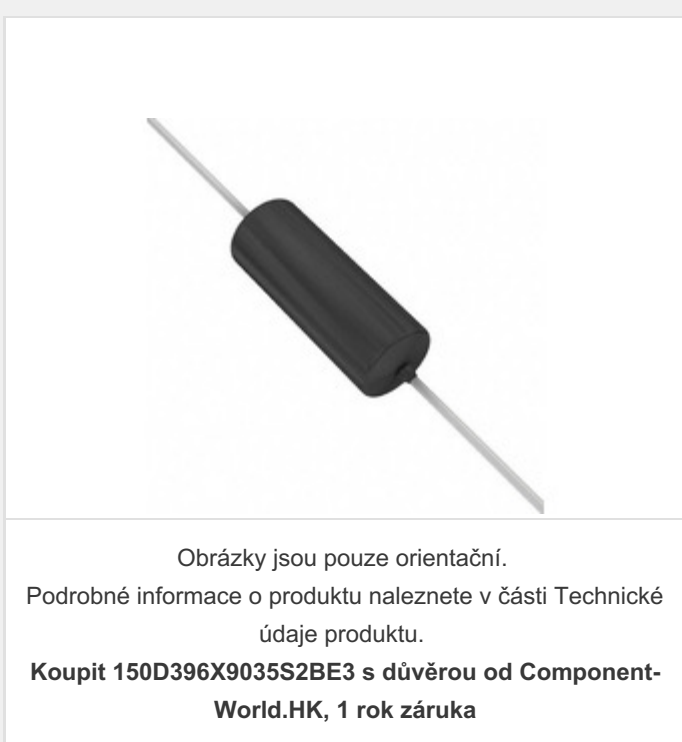 Obrázky jsou pouze orientační.
Podrobné informace o produktu naleznete v části Technické
údaje produktu.
Koupit 150D396X9035S2BE3 s důvěrou od Component-
World.HK, 1 rok záruka